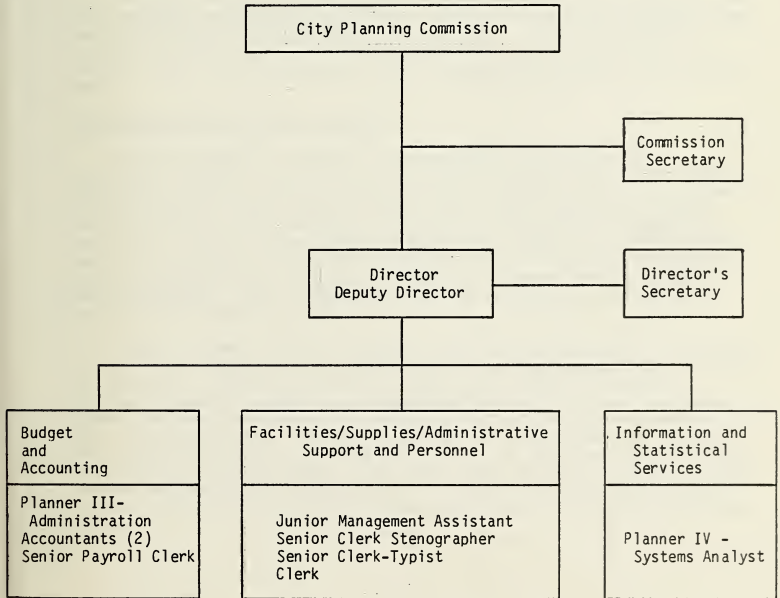 City Planning Commission
Commission
Secretary
Director
Deputy Director
Director's
Secretary
Budget
and
Accounting
Planner III-
Administration
Accountants (2)
Senior Payroll Clerk
Facilities/Supplies/Administrative
Support and Personnel
Junior Management Assistant
Senior Clerk Stenographer
Senior Clerk-Typist
Clerk
Information and
Statistical
Services
Planner IV -
Systems Analyst